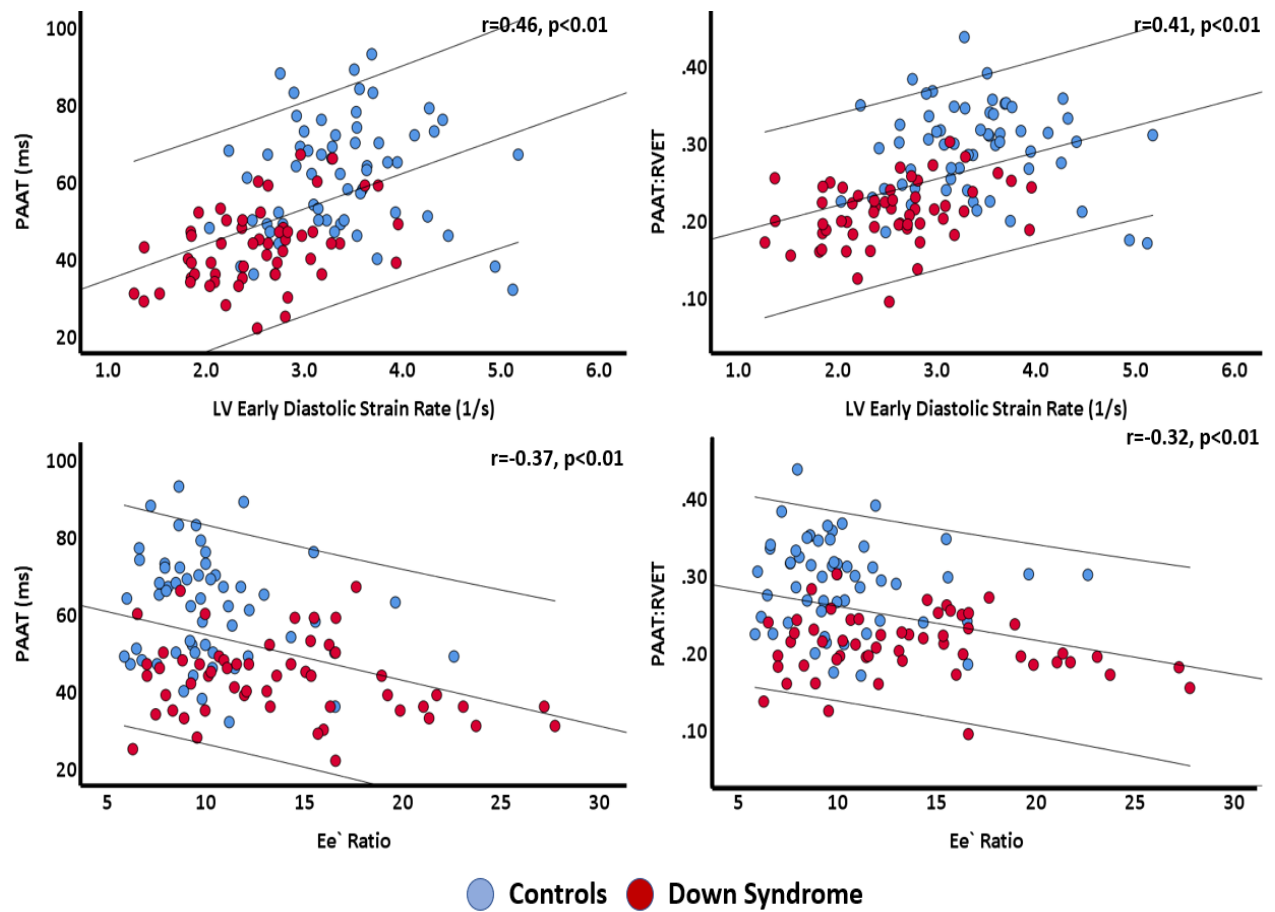 r=0.46, p<0.01
100
80
60
40
20
PAAT (ms)
1.0 2.0 3.0 4.0 5.0 6.0
LV Early Diastolic Strain Rate (1/s)
r=0.41, p<0.01
.40
.30
.20
.10
PAAT:RVET
1.0 2.0 3.0 4.0 5.0 6.0
LV Early Diastolic Strain Rate (1/s)
r=-0.37, p<0.01
100
80
60
40
20
PAAT (ms)
5 10 15 20 25 30
Ee` Ratio
r=-0.32, p<0.01
.40
.30
.20
.10
PAAT:RVET
5 10 15 20 25 30
Ee` Ratio
Controls Down Syndrome